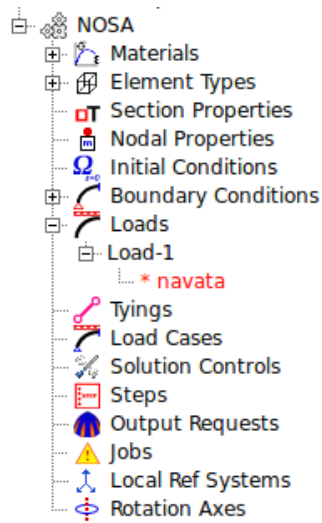 NOSA
Materials
Element Types
Section Properties
Nodal Properties
Initial Conditions
Boundary Conditions
Loads
Load-1
* navata
Tyings
Load Cases
Solution Controls
Steps
Output Requests
Jobs
Local Ref Systems
Rotation Axes